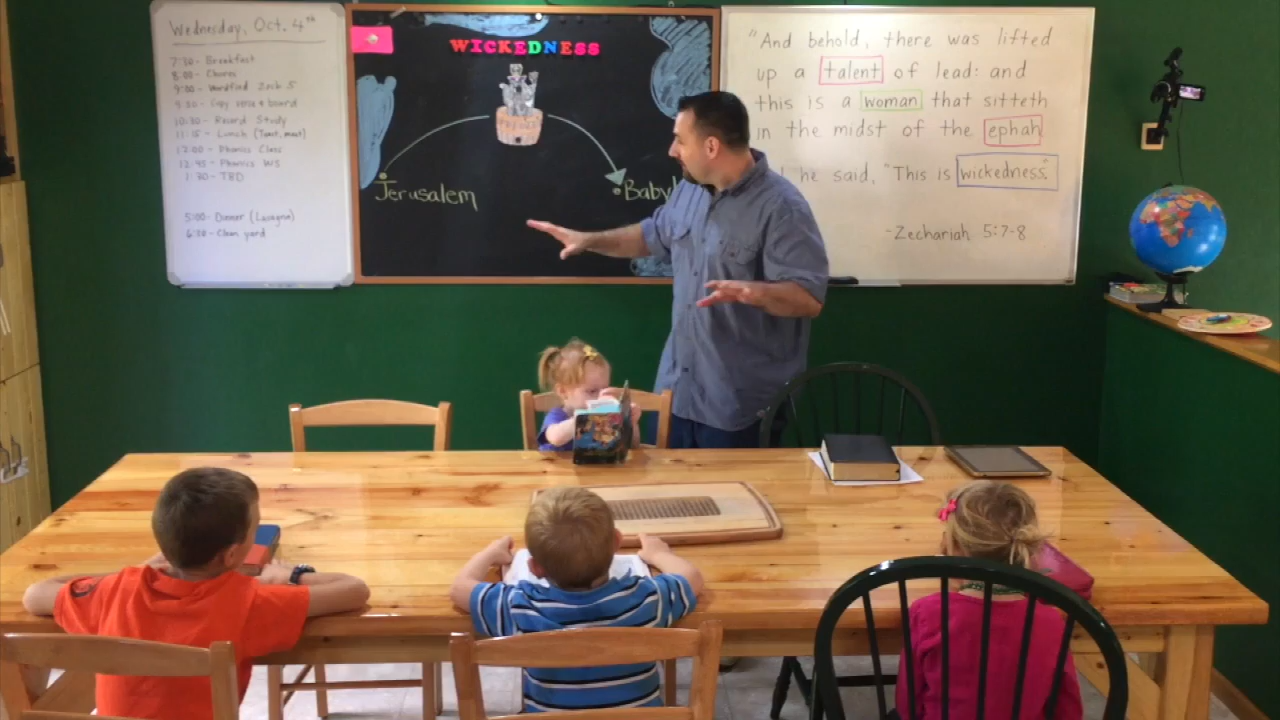 Wednesday, Oct. 4th
7:30 - Breakfast
8:00 - Chores
9:00 - Wordfind Zech 5
9:30 - Copy verse & board
10:30 - Record Study
11:15 - Lunch (Toast, meat)
12:00 - Phonics Class
12:45 - Phonics WS
1:30 - TBD
5:00 - Dinner (Lasagna)
6:30 - Clean yard
WICKEDNESS
Jerusalem
Babyl
"And behold, there was lifted
up a talent of lead: and
this is a woman that sitteth
in the midst of the ephah
he said, "This is wickedness."
-Zechariah 5:7-8